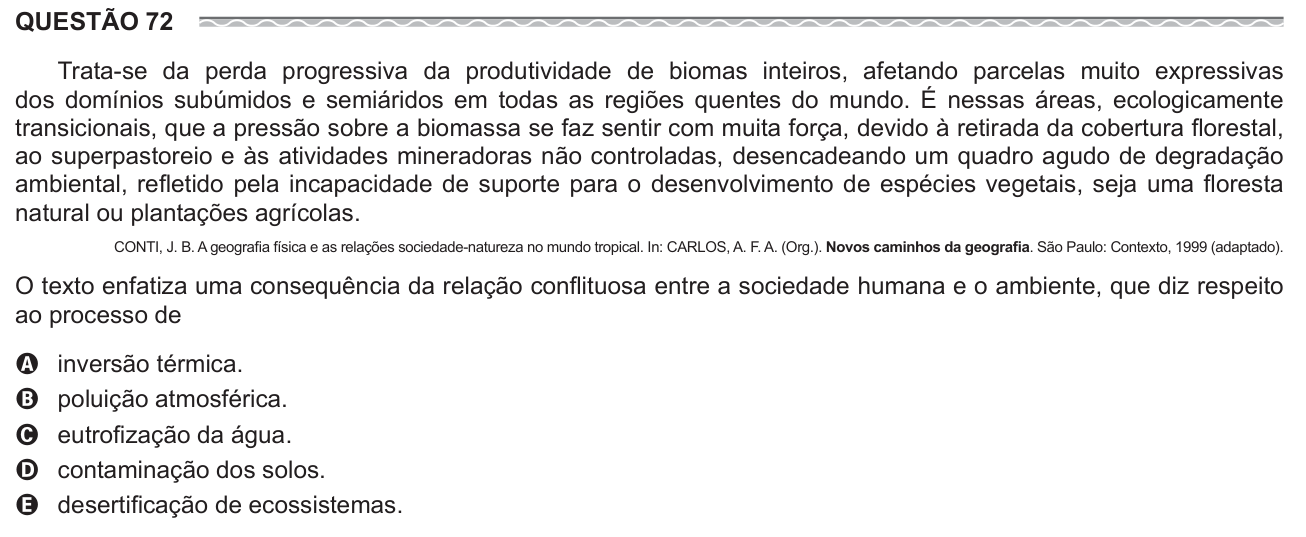 QUESTÃO 72
Trata-se da perda progressiva da produtividade de biomas inteiros, afetando parcelas muito expressivas
dos domínios subúmidos e semiáridos em todas as regiões quentes do mundo. É nessas áreas, ecologicamente
transicionais, que a pressão sobre a biomassa se faz sentir com muita força, devido à retirada da cobertura florestal,
ao superpastoreio e às atividades mineradoras não controladas, desencadeando um quadro agudo de degradação
ambiental, refletido pela incapacidade de suporte para o desenvolvimento de espécies vegetais, seja uma floresta
natural ou plantações agrícolas.
CONTI, J. B. A geografia física e as relações sociedade-natureza no mundo tropical. In: CARLOS, A. F. A. (Org.). Novos caminhos da geografia. São Paulo: Contexto, 1999 (adaptado).
O texto enfatiza uma consequência da relação conflituosa entre a sociedade humana e o ambiente, que diz respeito
ao processo de
A inversão térmica.
B poluição atmosférica.
C eutrofização da água.
D contaminação dos solos.
E desertificação de ecossistemas.